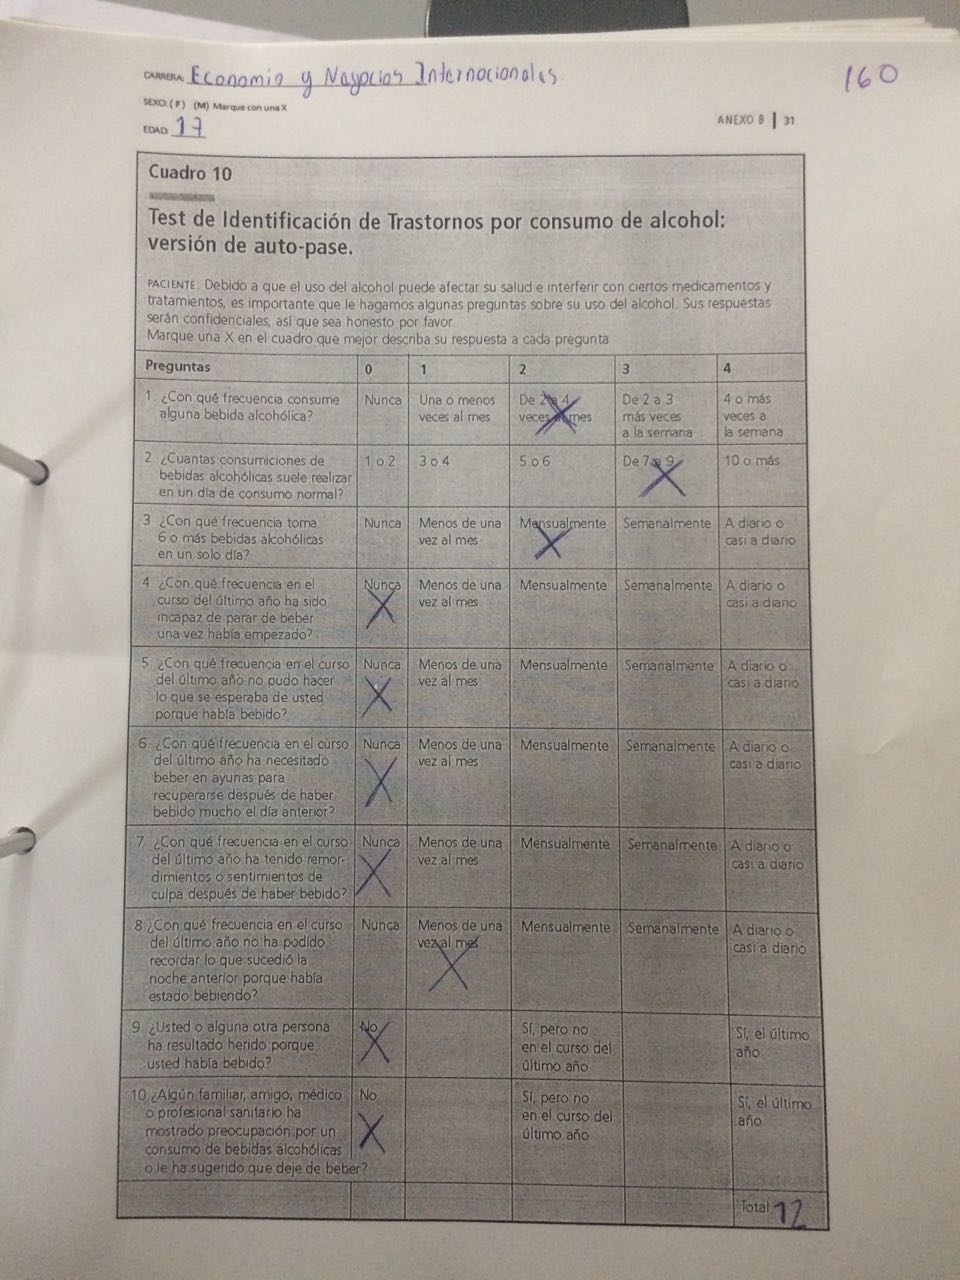 CARRERA: Economia y Negocios Internacionales.
160
SEXO: (F) (M) Marque con una X
EDAD: 17
ANEXO B | 31
Cuadro 10
Test de Identificación de Trastornos por consumo de alcohol:
versión de auto-pase.
PACIENTE. Debido a que el uso del alcohol puede afectar su salud e interferir con ciertos medicamentos y
tratamientos, es importante que le hagamos algunas preguntas sobre su uso del alcohol. Sus respuestas
serán confidenciales, así que sea honesto por favor.
Marque una X en el cuadro que mejor describa su respuesta a cada pregunta
Preguntas 0 1 2 3 4
1. ¿Con qué frecuencia consume Nunca Una o menos De 2 a 4 De 2 a 3 4 o más
alguna bebida alcohólica? veces al mes veces al mes más veces veces a
a la semana la semana
2. ¿Cuantas consumiciones de 1 o 2 3 o 4 5 o 6 De 7 a 9 10 o más
bebidas alcohólicas suele realizar
en un día de consumo normal?
3 ¿Con qué frecuencia toma Nunca Menos de una Mensualmente Semanalmente A diario o
6 o más bebidas alcohólicas vez al mes casi a diario
en un solo día?
4. ¿Con qué frecuencia en el Nunca Menos de una Mensualmente Semanalmente A diario o
curso del último año ha sido vez al mes casi a diario
incapaz de parar de beber
una vez había empezado?
5. ¿Con qué frecuencia en el curso Nunca Menos de una Mensualmente Semanalmente A diario o
del último año no pudo hacer vez al mes casi a diario
lo que se esperaba de usted
porque había bebido?
6. ¿Con qué frecuencia en el curso Nunca Menos de una Mensualmente Semanalmente A diario o
del último año ha necesitado vez al mes casi a diario
beber en ayunas para
recuperarse después de haber
bebido mucho el día anterior?
7. ¿Con qué frecuencia en el curso Nunca Menos de una Mensualmente Semanalmente A diario o
del último año ha tenido remor- vez al mes casi a diario
dimientos o sentimientos de
culpa después de haber bebido?
8.¿Con qué frecuencia en el curso Nunca Menos de una Mensualmente Semanalmente A diario o
del último año no ha podido vez al mes casi a diario
recordar lo que sucedió la
noche anterior porque había
estado bebiendo?
9 ¿Usted o alguna otra persona No Sí, pero no Sí, el último
ha resultado herido porque en el curso del año
usted había bebido? último año
10.¿Algún familiar, amigo, médico No Sí, pero no Sí, el último
o profesional sanitario ha en el curso del año
mostrado preocupación por un último año
consumo de bebidas alcohólicas
o le ha sugerido que deje de beber?
Total 12